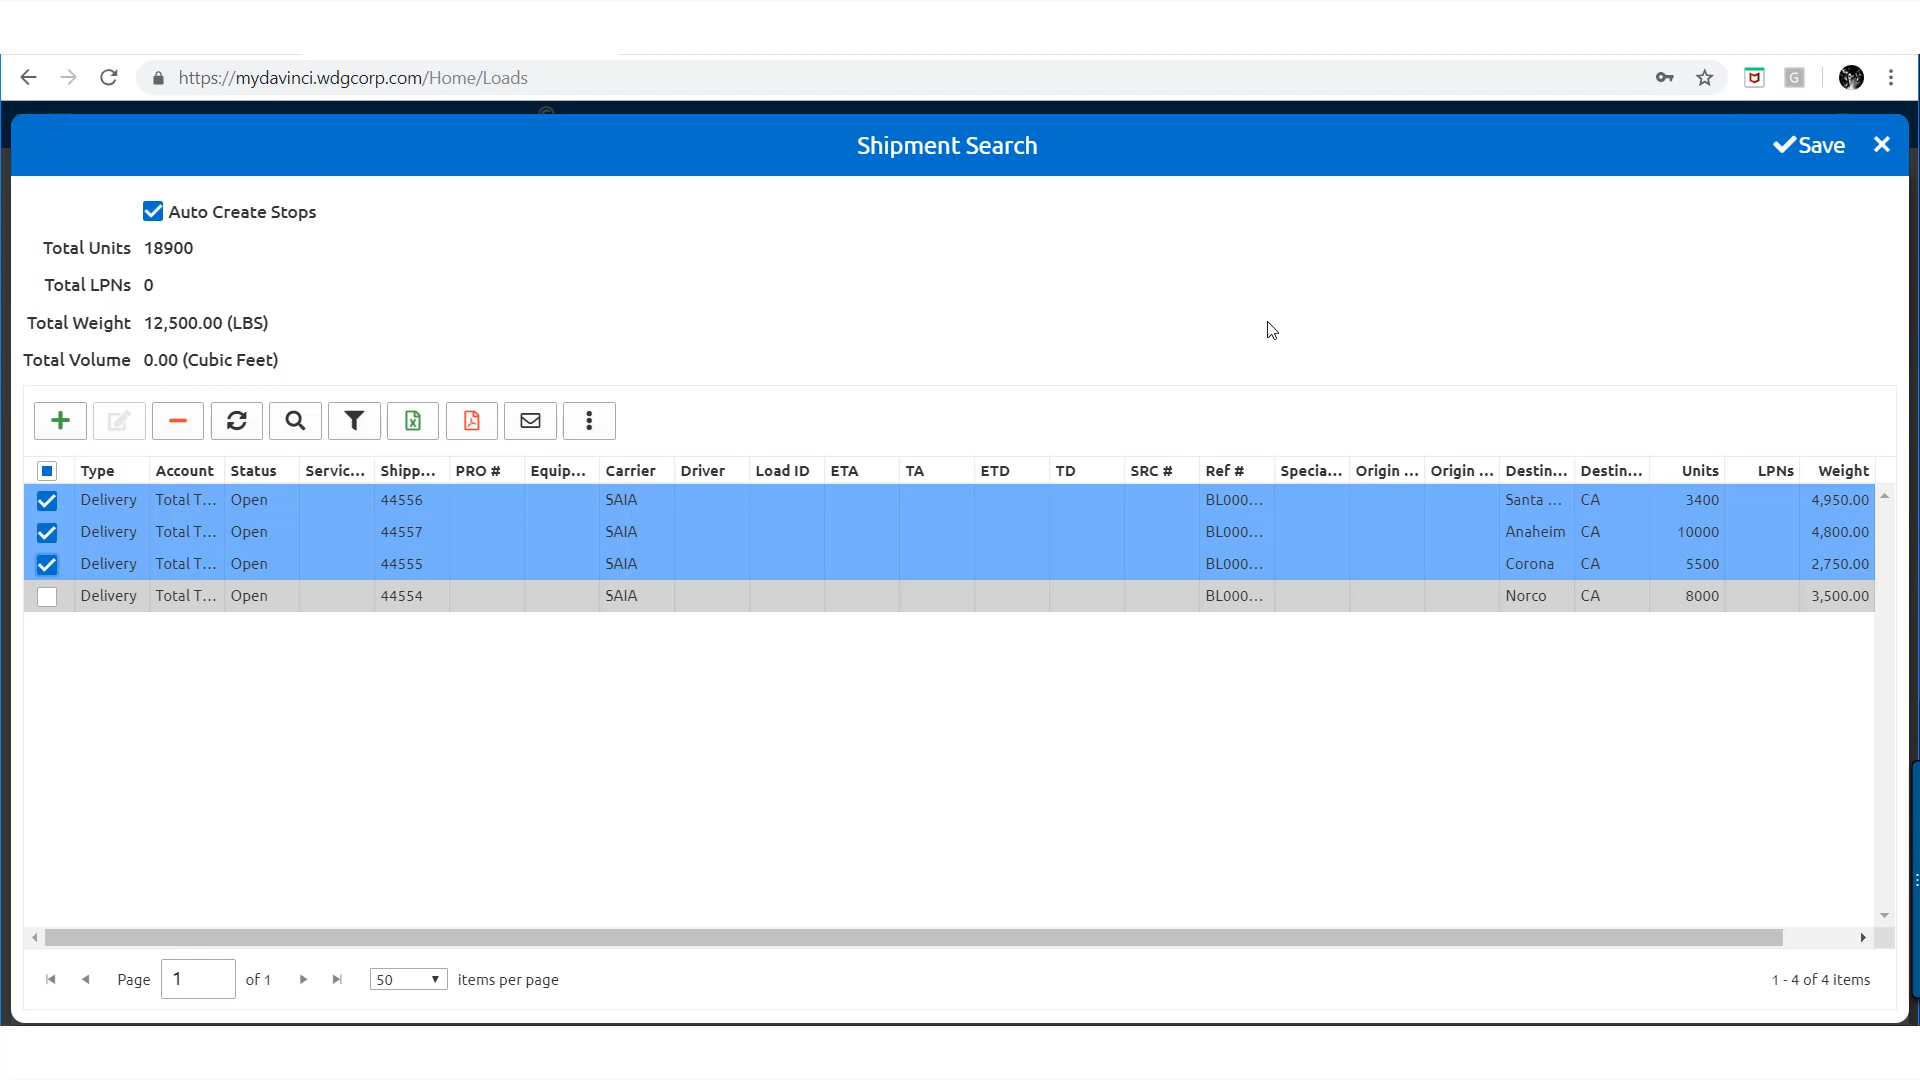 https://mydavinci.wdgcorp.com/Home/Loads
G
Shipment Search
Save
Auto Create Stops
Total Units 18900
Total LPNs 0
Total Weight 12,500.00 (LBS)
Total Volume 0.00 (Cubic Feet)
Type Account Status Servic... Shipp... PRO # Equip... Carrier Driver Load ID ETA TA ETD TD SRC # Ref # Specia... Origin ... Origin ... Destin... Destin... Units LPNs Weight
Delivery Total T... Open 44556 SAIA BL000... Santa ... CA 3400 4,950.00
Delivery Total T... Open 44557 SAIA BL000... Anaheim CA 10000 4,800.00
Delivery Total T... Open 44555 SAIA BL000... Corona CA 5500 2,750.00
Delivery Total T... Open 44554 SAIA BL000... Norco CA 8000 3,500.00
Page 1 of 1 50 items per page 1 - 4 of 4 items